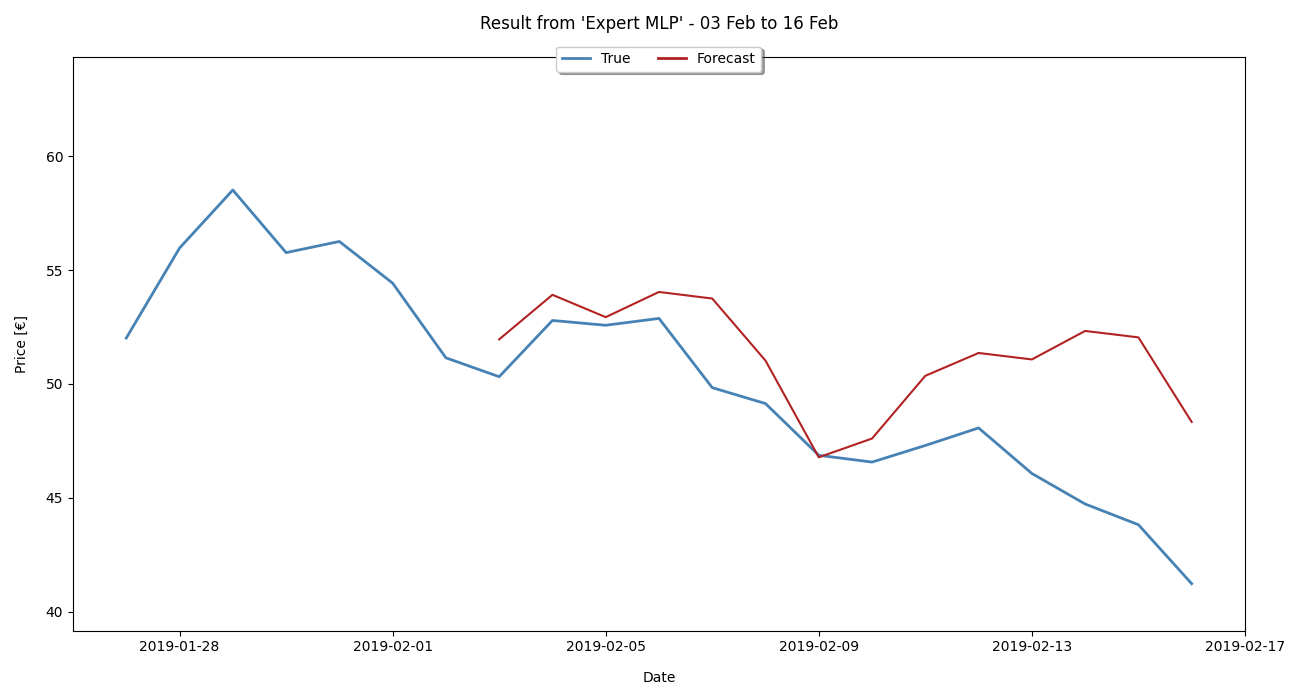 Result from 'Expert MLP' - 03 Feb to 16 Feb
True Forecast
60
55
50
45
40
Price [€]
2019-01-28 2019-02-01 2019-02-05 2019-02-09 2019-02-13 2019-02-17
Date